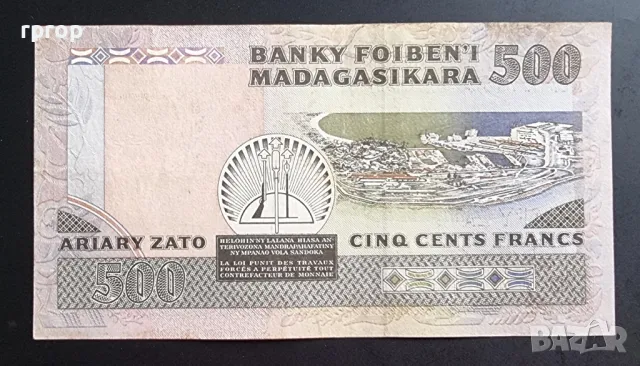 rprop
BANKY FOIBEN'I
MADAGASIKARA
500
ARIARY ZATO
HELOHIN'NY LALANA HIASA AN-
TERIVOZONA MANDRAPAHAFATINY
NY MPANAO VOLA SANDOKA
LA LOI PUNIT DES TRAVAUX
FORCÉS A PERPÉTUITÉ TOUT
CONTREFACTEUR DE MONNAIE
CINQ CENTS FRANCS
500
BAZAR